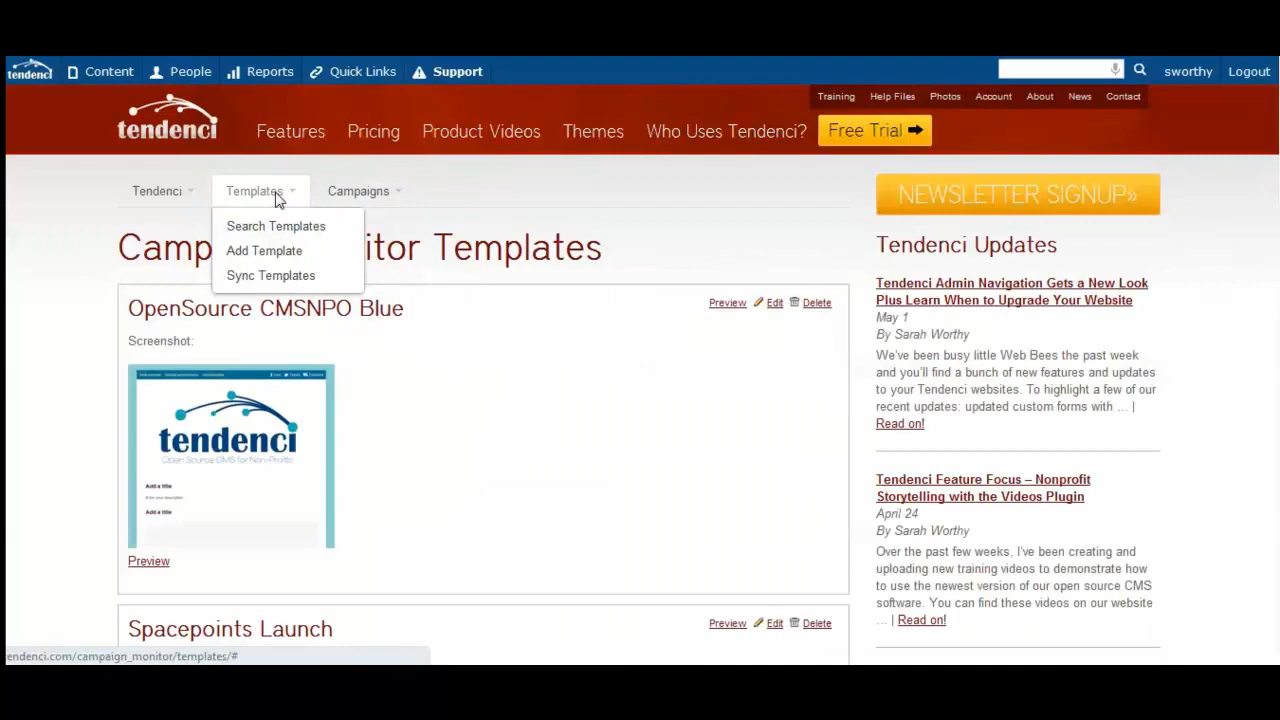 tendenci Content People Reports Quick Links Support sworthy Logout
Training Help Files Photos Account About News Contact
tendenci Features Pricing Product Videos Themes Who Uses Tendenci? Free Trial
Tendenci Templates Campaigns
Search Templates
Add Template
Sync Templates
Camp itor Templates
OpenSource CMSNPO Blue
Preview Edit Delete
Screenshot:
tendenci
Open Source CMS for Non-Profits
Add a title
Add a title
Preview
Spacepoints Launch
Preview Edit Delete
NEWSLETTER SIGNUP»
Tendenci Updates
Tendenci Admin Navigation Gets a New Look
Plus Learn When to Upgrade Your Website
May 1
By Sarah Worthy
We've been busy little Web Bees the past week
and you'll find a bunch of new features and updates
to your Tendenci websites. To highlight a few of our
recent updates: updated custom forms with ... |
Read on!
Tendenci Feature Focus – Nonprofit
Storytelling with the Videos Plugin
April 24
By Sarah Worthy
Over the past few weeks, I've been creating and
uploading new training videos to demonstrate how
to use the newest version of our open source CMS
software. You can find these videos on our website
... | Read on!
endenci.com/campaign_monitor/templates/#